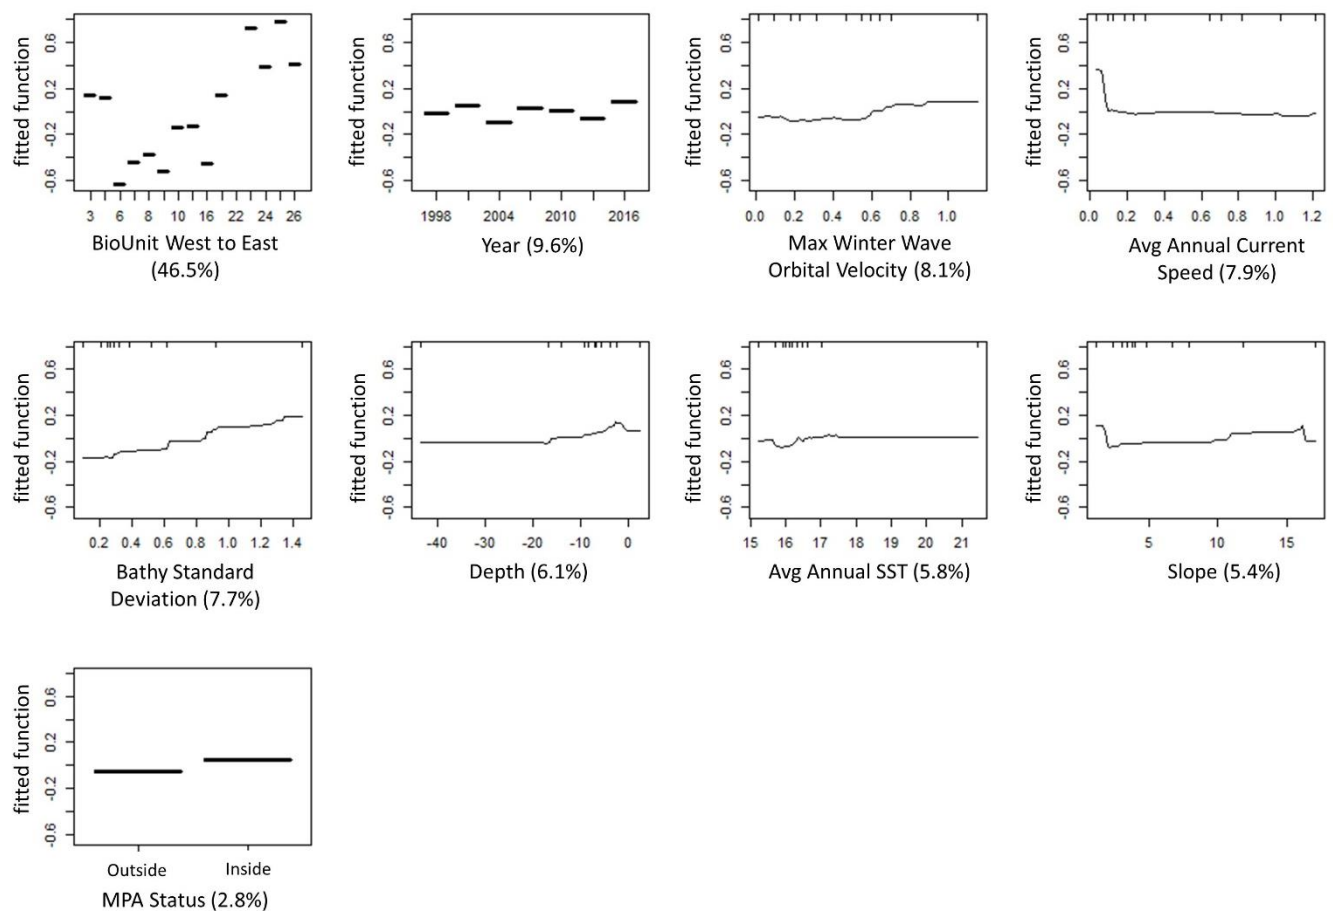 fitted function
0.6
0.2
-0.2
-0.6
3 6 8 10 16 22 24 26
BioUnit West to East
(46.5%)
fitted function
0.6
0.2
-0.2
-0.6
1998 2004 2010 2016
Year (9.6%)
fitted function
0.6
0.2
-0.2
-0.6
0.0 0.2 0.4 0.6 0.8 1.0
Max Winter Wave
Orbital Velocity (8.1%)
fitted function
0.6
0.2
-0.2
-0.6
0.0 0.2 0.4 0.6 0.8 1.0 1.2
Avg Annual Current
Speed (7.9%)
fitted function
0.6
0.2
-0.2
-0.6
0.2 0.4 0.6 0.8 1.0 1.2 1.4
Bathy Standard
Deviation (7.7%)
fitted function
0.6
0.2
-0.2
-0.6
-40 -30 -20 -10 0
Depth (6.1%)
fitted function
0.6
0.2
-0.2
-0.6
15 16 17 18 19 20 21
Avg Annual SST (5.8%)
fitted function
0.6
0.2
-0.2
-0.6
5 10 15
Slope (5.4%)
fitted function
0.6
0.2
-0.2
-0.6
Outside Inside
MPA Status (2.8%)